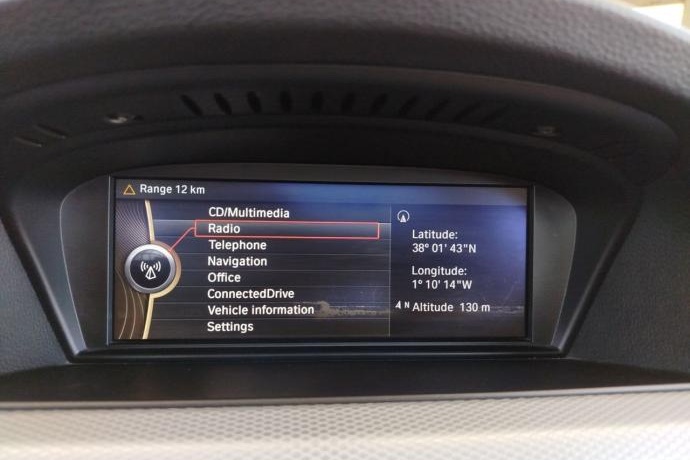 Range 12 km
CD/Multimedia
Radio
Telephone
Navigation
Office
ConnectedDrive
Vehicle information
Settings
Latitude:
38° 01' 43"N
Longitude:
1° 10' 14"W
N Altitude 130 m